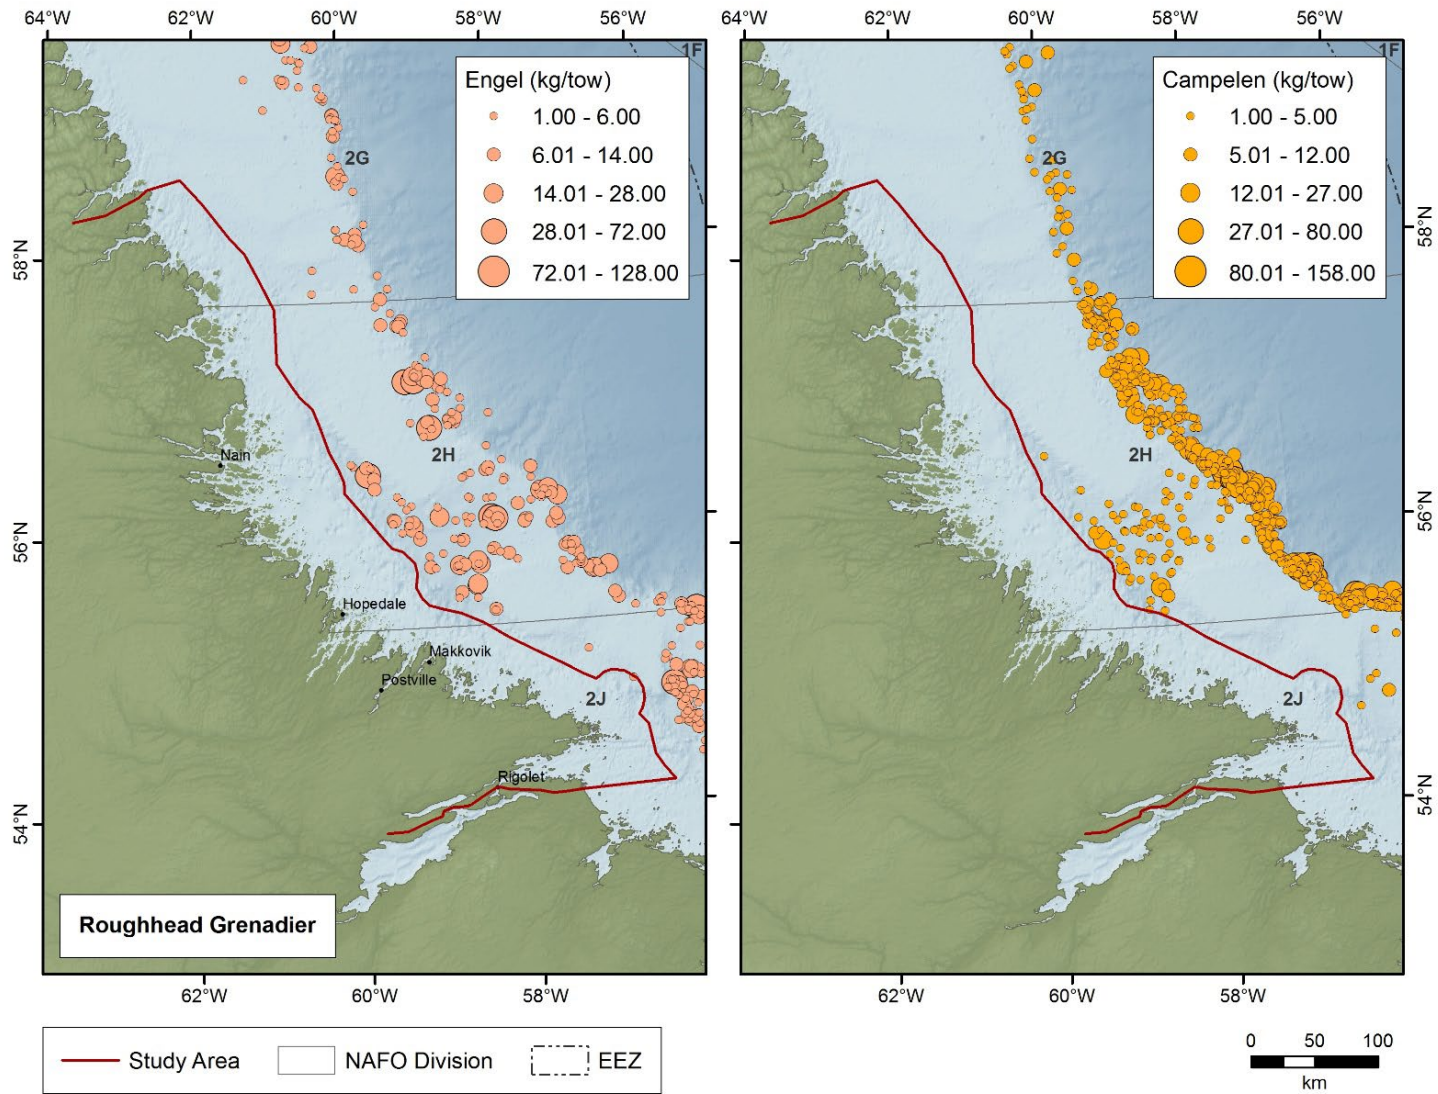 64°W 62°W 60°W 58°W 56°W
62°W 60°W 58°W 56°W
1F
1F
Engel (kg/tow)
1.00 - 6.00
6.01 - 14.00
14.01 - 28.00
28.01 - 72.00
72.01 - 128.00
Campelen (kg/tow)
1.00 - 5.00
5.01 - 12.00
12.01 - 27.00
27.01 - 80.00
80.01 - 158.00
2G
2G
58°N
58°N
2H
2H
Nain
56°N
56°N
Hopedale
Makkovik
Postville
2J
2J
Rigolet
54°N
54°N
Roughhead Grenadier
62°W 60°W 58°W
62°W 60°W 58°W
Study Area
NAFO Division
EEZ
0 50 100
km